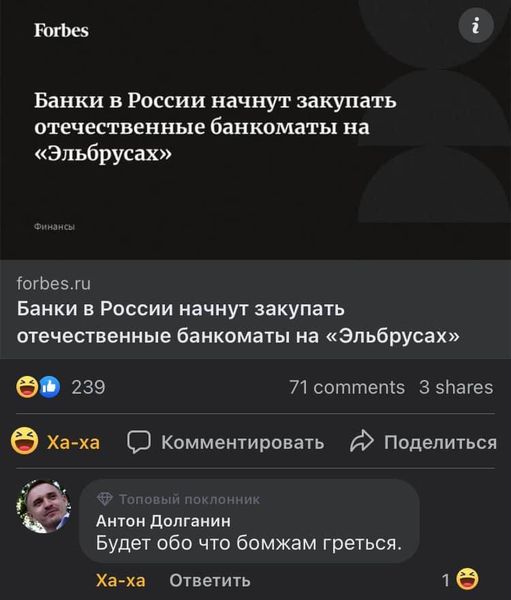 Forbes
Банки в России начнут закупать
отечественные банкоматы на
«Эльбрусах»
Финансы
forbes.ru
Банки в России начнут закупать
отечественные банкоматы на «Эльбрусах»
239
71 comments 3 shares
Ха-ха Комментировать Поделиться
Топовый поклонник
Антон Долганин
Будет обо что бомжам греться.
Ха-ха Ответить 1